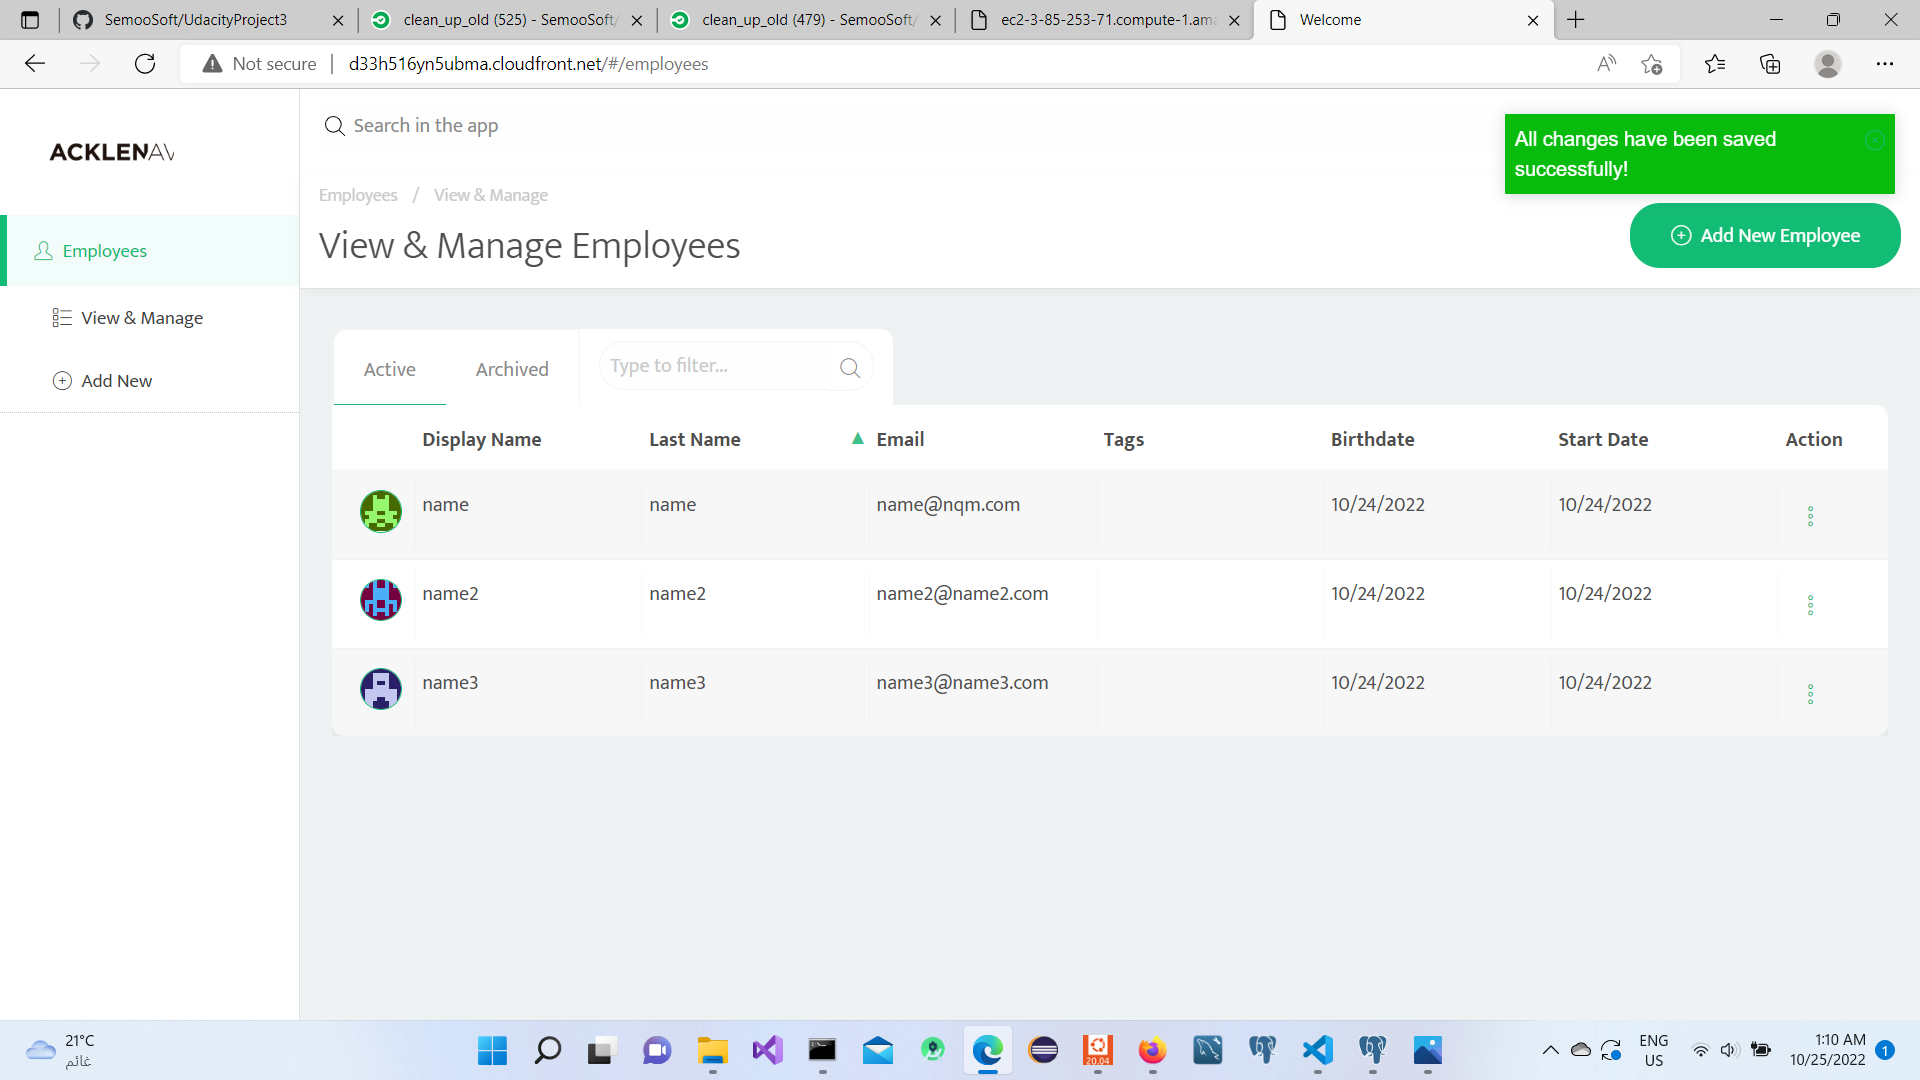 SemooSoft/UdacityProject3
clean_up_old (525) - SemooSoft/
clean_up_old (479) - SemooSoft/
ec2-3-85-253-71.compute-1.ama
Welcome
Not secure
d33h516yn5ubma.cloudfront.net/#/employees
ACKLENAV
Search in the app
All changes have been saved
successfully!
Employees / View & Manage
View & Manage Employees
Add New Employee
Employees
View & Manage
Add New
Active
Archived
Type to filter...
Display Name Last Name Email Tags Birthdate Start Date Action
name name name@nqm.com 10/24/2022 10/24/2022
name2 name2 name2@name2.com 10/24/2022 10/24/2022
name3 name3 name3@name3.com 10/24/2022 10/24/2022
21°C
غائم
20.04
ENG
US
1:10 AM
10/25/2022
1